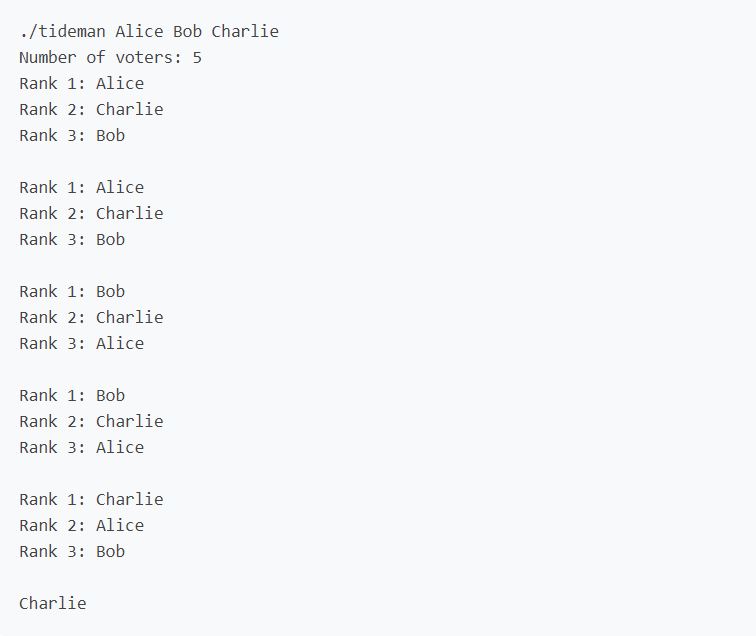 ./tideman Alice Bob Charlie
Number of voters: 5
Rank 1: Alice
Rank 2: Charlie
Rank 3: Bob

Rank 1: Alice
Rank 2: Charlie
Rank 3: Bob

Rank 1: Bob
Rank 2: Charlie
Rank 3: Alice

Rank 1: Bob
Rank 2: Charlie
Rank 3: Alice

Rank 1: Charlie
Rank 2: Alice
Rank 3: Bob

Charlie